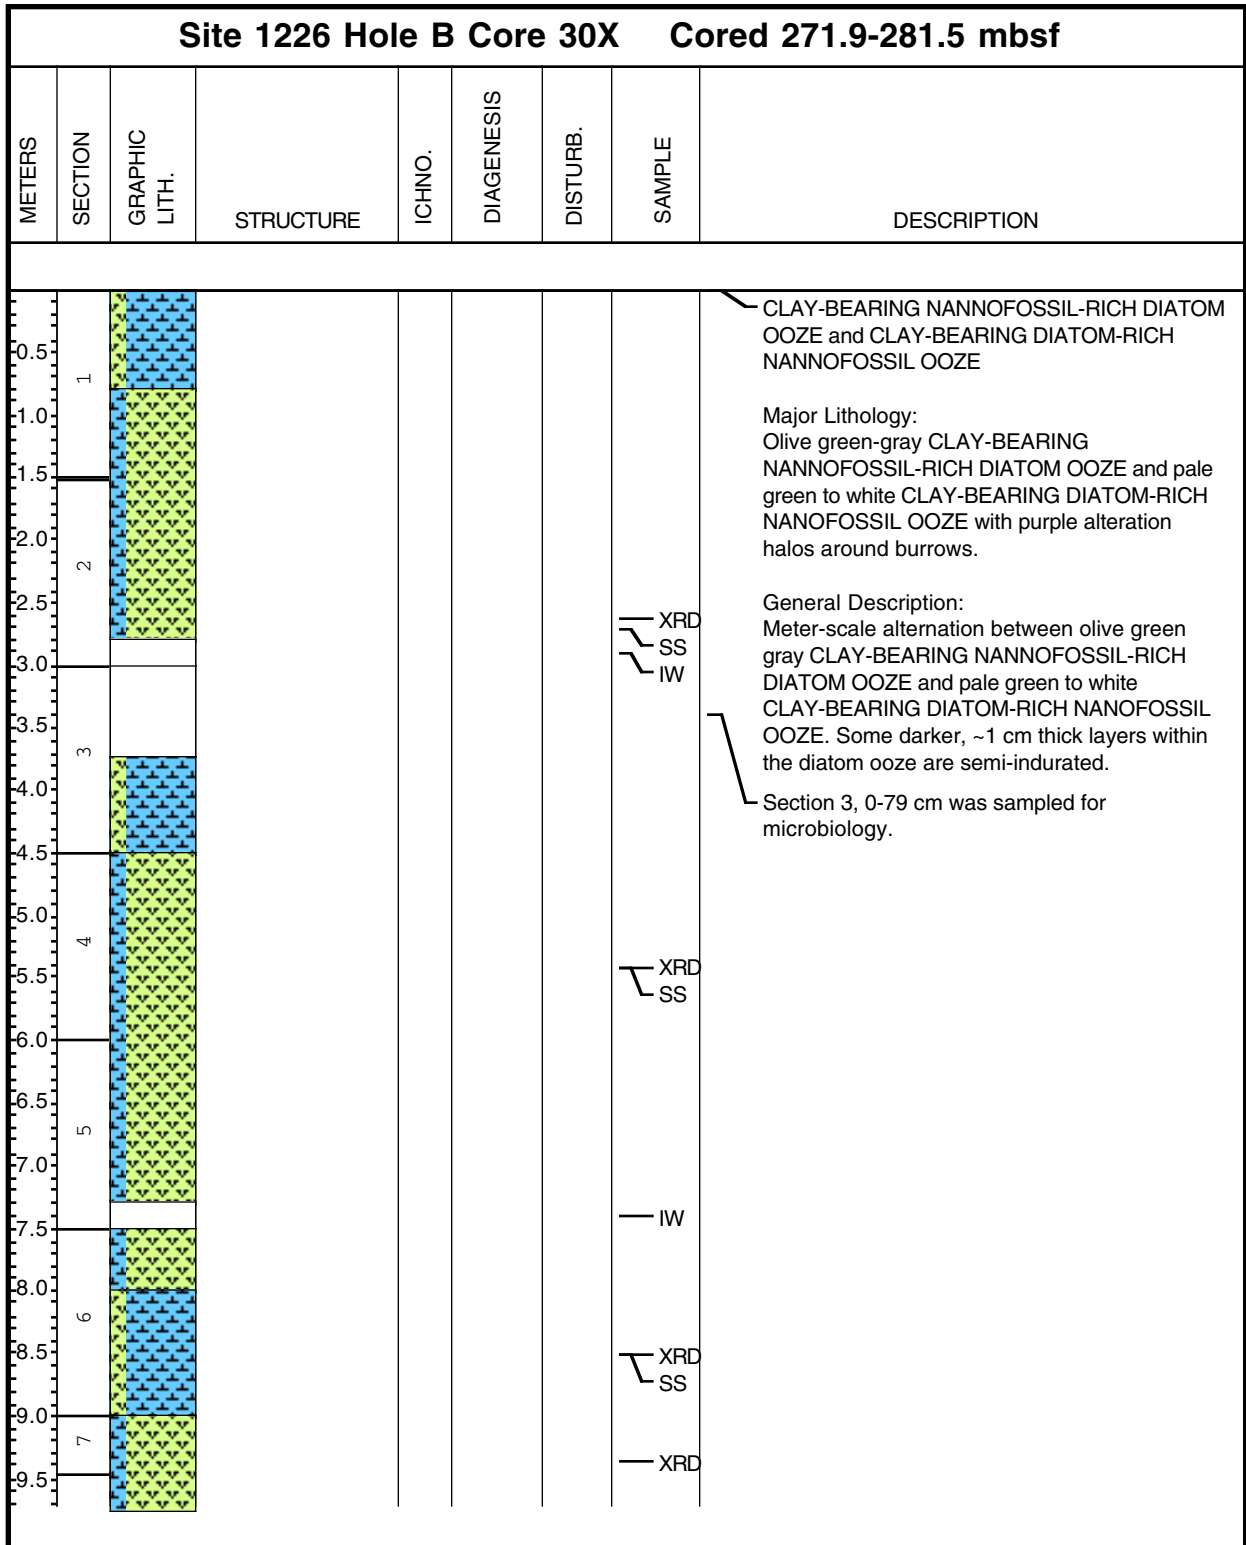 Site 1226 Hole B Core 30X Cored 271.9-281.5 mbsf
METERS
SECTION
GRAPHIC
LITH.
STRUCTURE
ICHNO.
DIAGENESIS
DISTURB.
SAMPLE
DESCRIPTION
0.5
1.0
1.5
2.0
2.5
3.0
3.5
4.0
4.5
5.0
5.5
6.0
6.5
7.0
7.5
8.0
8.5
9.0
9.5
1
2
3
4
5
6
7
XRD
SS
IW
XRD
SS
IW
XRD
SS
XRD
CLAY-BEARING NANNOFOSSIL-RICH DIATOM
OOZE and CLAY-BEARING DIATOM-RICH
NANNOFOSSIL OOZE
Major Lithology:
Olive green-gray CLAY-BEARING
NANNOFOSSIL-RICH DIATOM OOZE and pale
green to white CLAY-BEARING DIATOM-RICH
NANOFOSSIL OOZE with purple alteration
halos around burrows.
General Description:
Meter-scale alternation between olive green
gray CLAY-BEARING NANNOFOSSIL-RICH
DIATOM OOZE and pale green to white
CLAY-BEARING DIATOM-RICH NANOFOSSIL
OOZE. Some darker, ~1 cm thick layers within
the diatom ooze are semi-indurated.
Section 3, 0-79 cm was sampled for
microbiology.